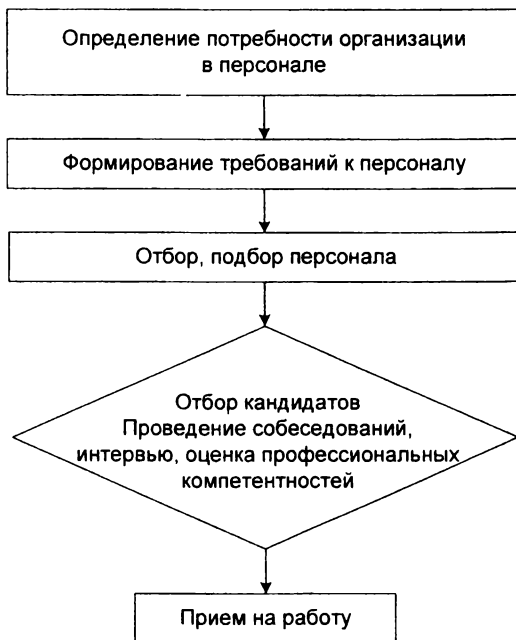 Определение потребности организации
в персонале
Формирование требований к персоналу
Отбор, подбор персонала
Отбор кандидатов
Проведение собеседований,
интервью, оценка профессиональных
компетентностей
Прием на работу